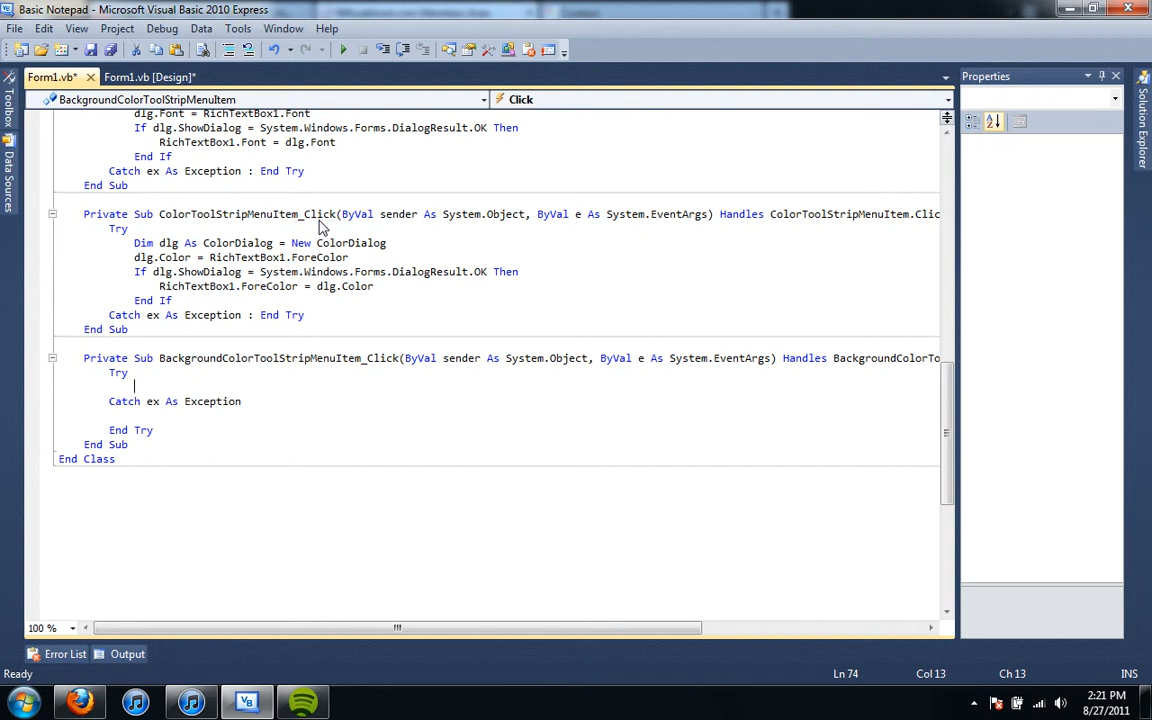 Basic Notepad - Microsoft Visual Basic 2010 Express
File Edit View Project Debug Data Tools Window Help
Form1.vb* Form1.vb [Design]*
Properties
BackgroundColorToolStripMenuItem Click
dlg.Font = RichTextBox1.Font
If dlg.ShowDialog = System.Windows.Forms.DialogResult.OK Then
RichTextBox1.Font = dlg.Font
End If
Catch ex As Exception : End Try
End Sub
Private Sub ColorToolStripMenuItem_Click(ByVal sender As System.Object, ByVal e As System.EventArgs) Handles ColorToolStripMenuItem.Clic
Try
Dim dlg As ColorDialog = New ColorDialog
dlg.Color = RichTextBox1.ForeColor
If dlg.ShowDialog = System.Windows.Forms.DialogResult.OK Then
RichTextBox1.ForeColor = dlg.Color
End If
Catch ex As Exception : End Try
End Sub
Private Sub BackgroundColorToolStripMenuItem_Click(ByVal sender As System.Object, ByVal e As System.EventArgs) Handles BackgroundColorTo
Try
Catch ex As Exception
End Try
End Sub
End Class
Toolbox
Data Sources
Solution Explorer
100 %
Error List Output
Ready Ln 74 Col 13 Ch 13 INS
2:21 PM
8/27/2011